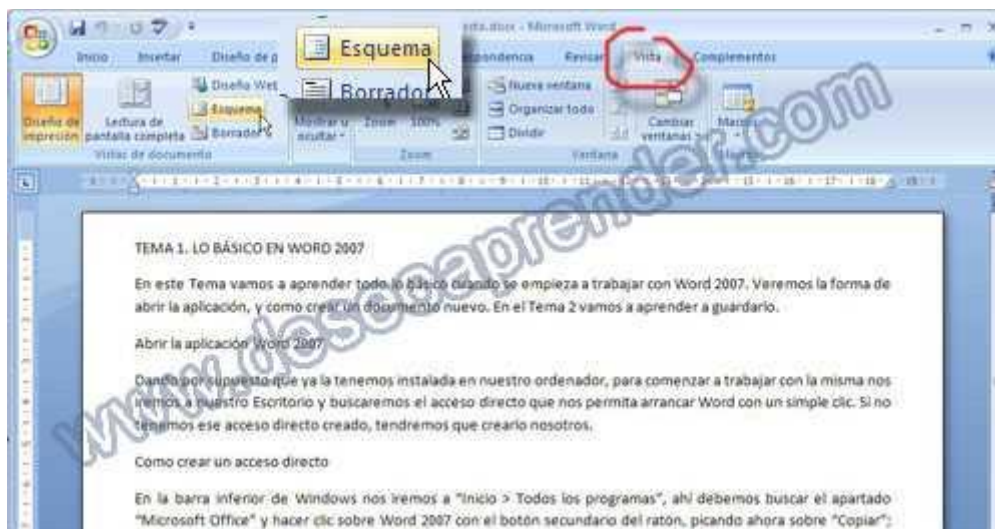 vista.docx - Microsoft Word
Inicio
Insertar
Diseño de p
spondencia
Revisar
Vista
Complementos
Esquema
Borrador
Diseño de impresión
Lectura de pantalla completa
Diseño Web
Esquema
Borrador
Vistas de documento
Mostrar u ocultar
Zoom
100%
Zoom
Nueva ventana
Organizar todo
Dividir
Cambiar ventanas
Ventana
Macros
Macros
www.deseoaprender.com
TEMA 1. LO BÁSICO EN WORD 2007
En este Tema vamos a aprender todo lo básico cuando se empieza a trabajar con Word 2007. Veremos la forma de
abrir la aplicación, y como crear un documento nuevo. En el Tema 2 vamos a aprender a guardarlo.
Abrir la aplicación Word 2007
Dando por supuesto que ya la tenemos instalada en nuestro ordenador, para comenzar a trabajar con la misma nos
iremos a nuestro Escritorio y buscaremos el acceso directo que nos permita arrancar Word con un simple clic. Si no
tenemos ese acceso directo creado, tendremos que crearlo nosotros.
Como crear un acceso directo
En la barra inferior de Windows nos iremos a "Inicio > Todos los programas", ahí debemos buscar el apartado
"Microsoft Office" y hacer clic sobre Word 2007 con el botón secundario del ratón, picando ahora sobre "Copiar";